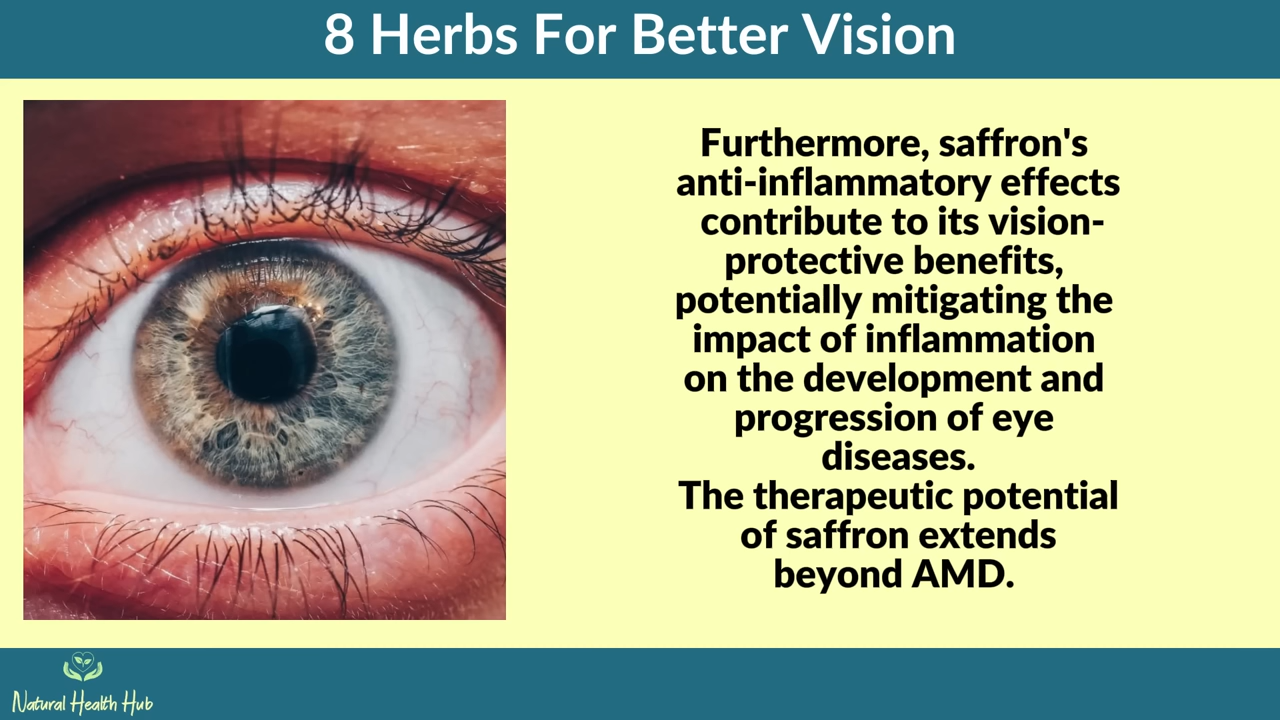 8 Herbs For Better Vision
Furthermore, saffron's
anti-inflammatory effects
contribute to its vision-
protective benefits,
potentially mitigating the
impact of inflammation
on the development and
progression of eye
diseases.
The therapeutic potential
of saffron extends
beyond AMD.
Natural Health Hub